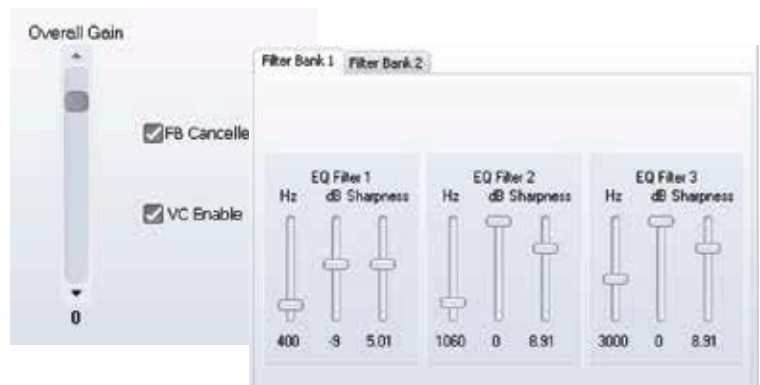 Overall Gain
FB Cancelle
VC Enable
0
Filter Bank 1 Filter Bank 2
EQ Filter 1 EQ Filter 2 EQ Filter 3
Hz dB Sharpness Hz dB Sharpness Hz dB Sharpness
400 -9 5.01 1060 0 8.91 3000 0 8.91